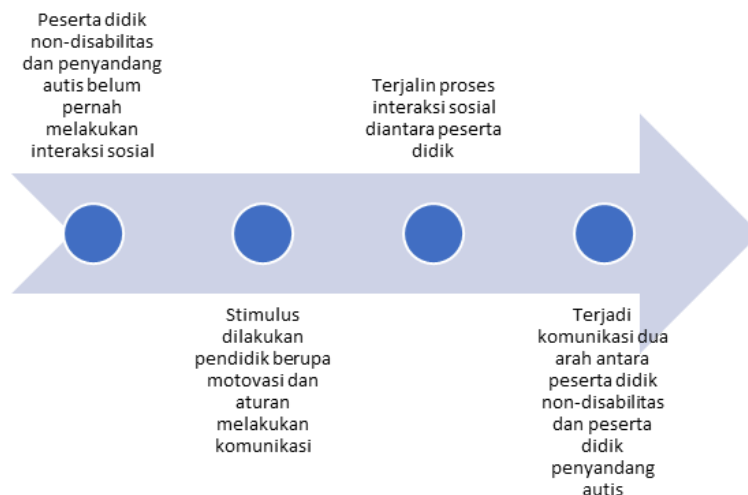 Peserta didik
non-disabilitas
dan penyandang
autis belum
pernah
melakukan
interaksi sosial
Stimulus
dilakukan
pendidik berupa
motovasi dan
aturan
melakukan
komunikasi
Terjalin proses
interaksi sosial
diantara peserta
didik
Terjadi
komunikasi dua
arah antara
peserta didik
non-disabilitas
dan peserta
didik
penyandang
autis